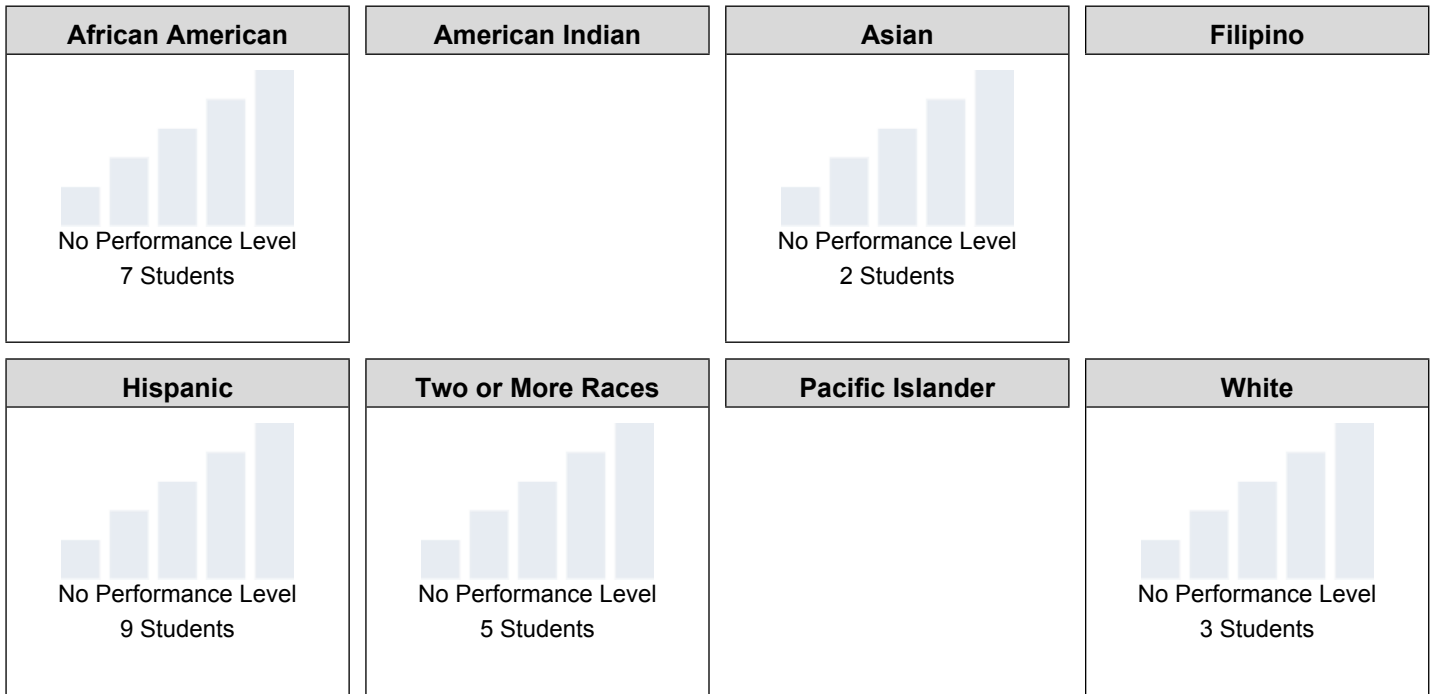 African American
American Indian
Asian
Filipino
No Performance Level
7 Students
No Performance Level
2 Students
Hispanic
Two or More Races
Pacific Islander
White
No Performance Level
9 Students
No Performance Level
5 Students
No Performance Level
3 Students